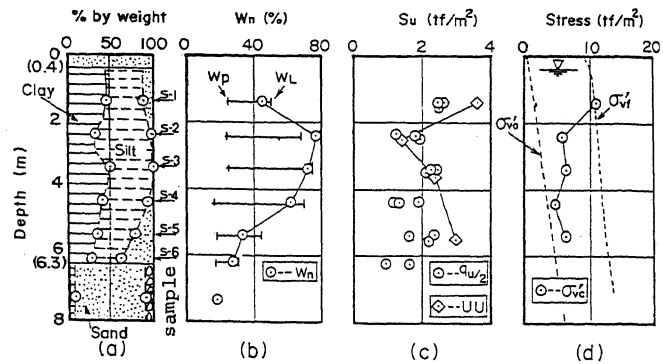 % by weight
0 50 100
Wn (%)
0 40 80
Su (tf/m²)
0 2 4
Stress (tf/m²)
0 10 20
Depth (m)
0
(0.4)
2
4
6
(6.3)
8
Clay
Silt
Sand
S-1
S-2
S-3
S-4
S-5
S-6
sample
Wp
WL
⊙--Wn
⊙--qu/2
◇--UU
σ'vo
σ'vf
⊙--σ'vc
(a)
(b)
(c)
(d)